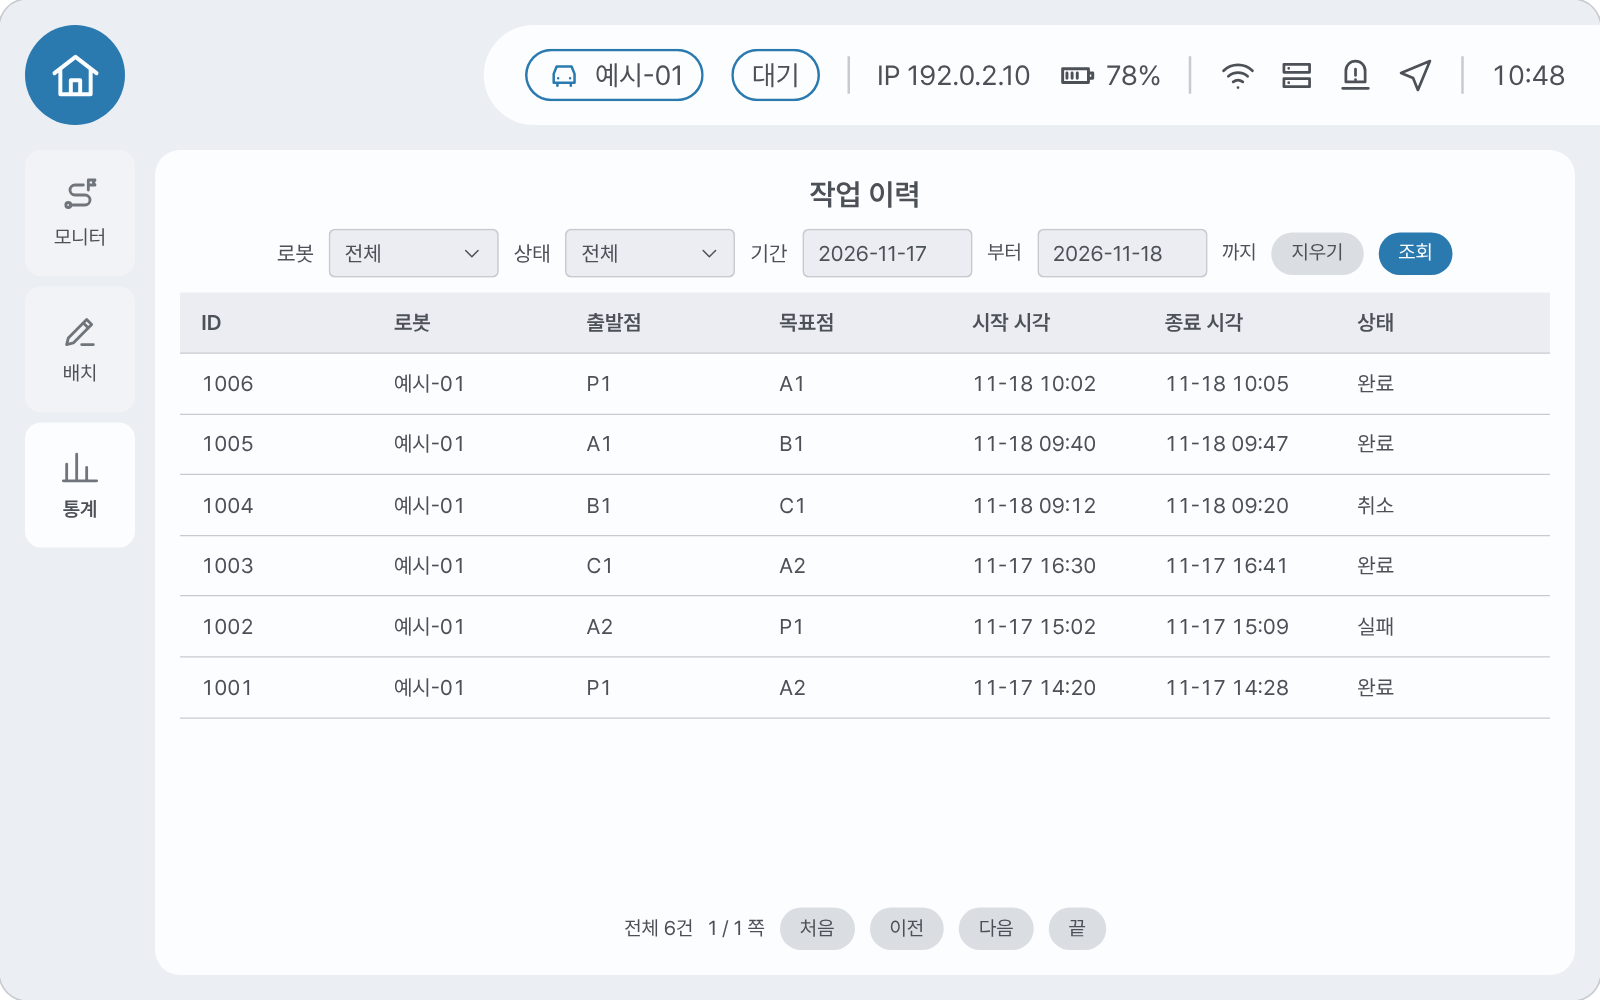 예시-01 대기 IP 192.0.2.10 78% 10:48
모니터
배치
통계
작업 이력
로봇 전체 상태 전체 기간 2026-11-17 부터 2026-11-18 까지 지우기 조회
ID 로봇 출발점 목표점 시작 시각 종료 시각 상태
1006 예시-01 P1 A1 11-18 10:02 11-18 10:05 완료
1005 예시-01 A1 B1 11-18 09:40 11-18 09:47 완료
1004 예시-01 B1 C1 11-18 09:12 11-18 09:20 취소
1003 예시-01 C1 A2 11-17 16:30 11-17 16:41 완료
1002 예시-01 A2 P1 11-17 15:02 11-17 15:09 실패
1001 예시-01 P1 A2 11-17 14:20 11-17 14:28 완료
전체 6건 1 / 1 쪽 처음 이전 다음 끝